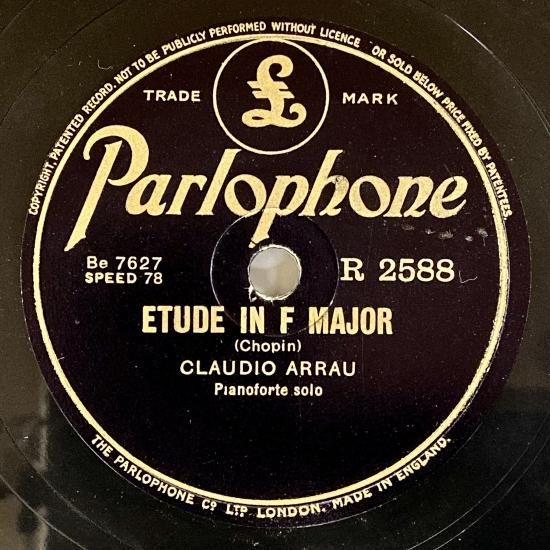 COPYRIGHT, PATENTED RECORD. NOT TO BE PUBLICLY PERFORMED WITHOUT LICENCE OR SOLD BELOW PRICE FIXED BY PATENTEES.
£
TRADE MARK
Parlophone
Be 7627
SPEED 78
R 2588
ETUDE IN F MAJOR
(Chopin)
CLAUDIO ARRAU
Pianoforte solo
THE PARLOPHONE CO LTD LONDON. MADE IN ENGLAND.